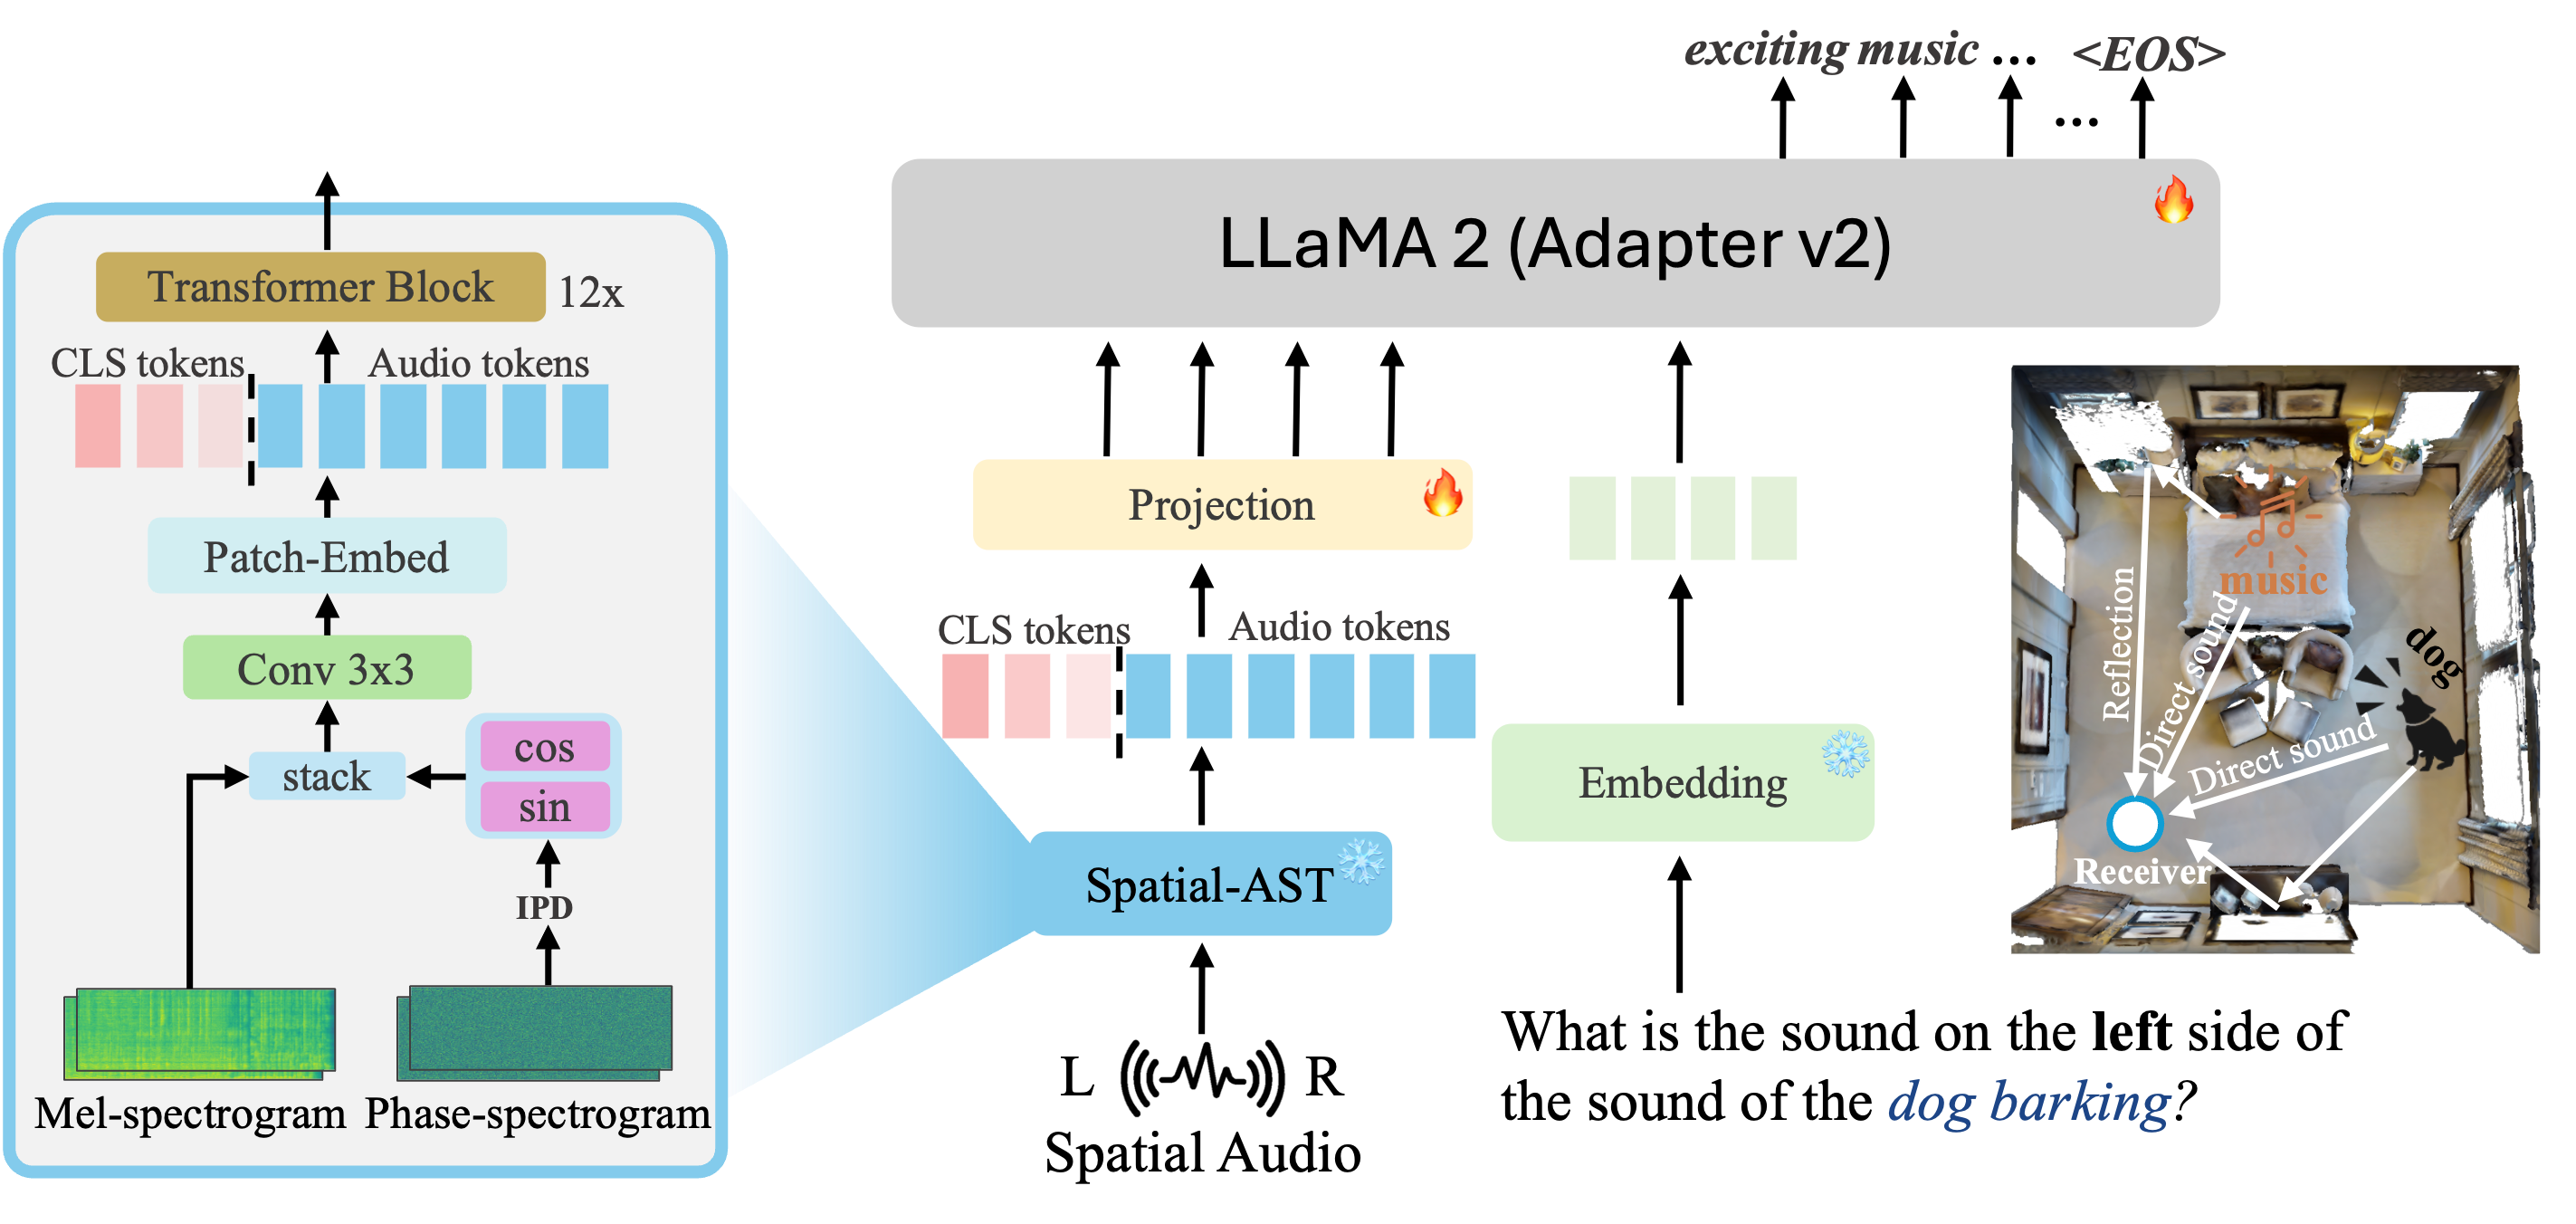 exciting music ... <EOS>
...
LLaMA 2 (Adapter v2)
Transformer Block 12x
CLS tokens Audio tokens
Patch-Embed
Conv 3x3
stack
cos
sin
IPD
Mel-spectrogram Phase-spectrogram
Projection
CLS tokens Audio tokens
Spatial-AST
L R
Spatial Audio
Embedding
What is the sound on the left side of
the sound of the dog barking?
music
dog
Reflection
Direct sound
Direct sound
Receiver